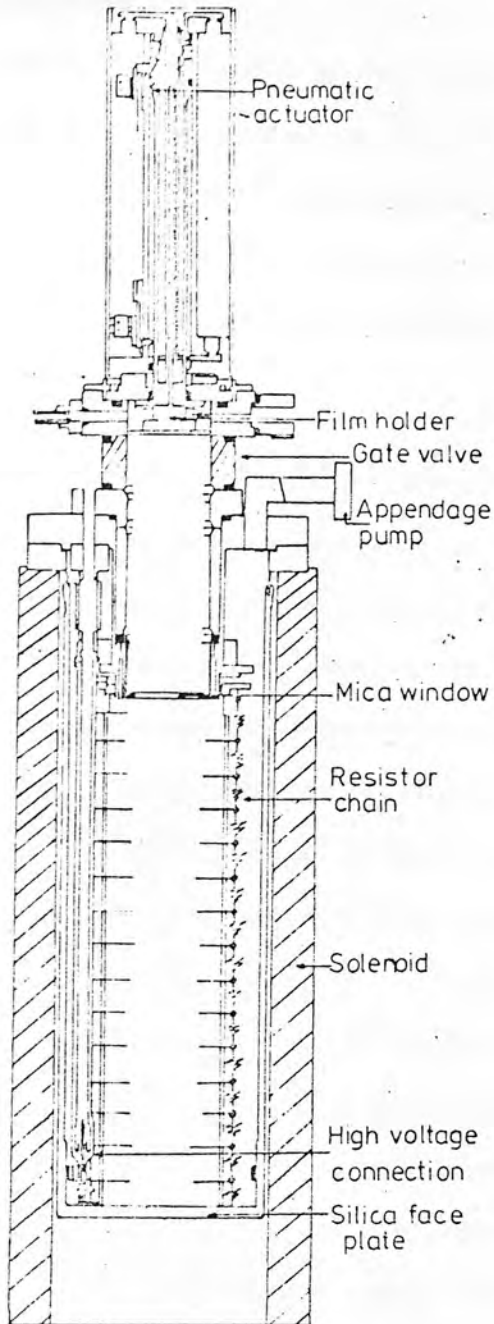 Pneumatic
actuator
Film holder
Gate valve
Appendage
pump
Mica window
Resistor
chain
Solenoid
High voltage
connection
Silica face
plate